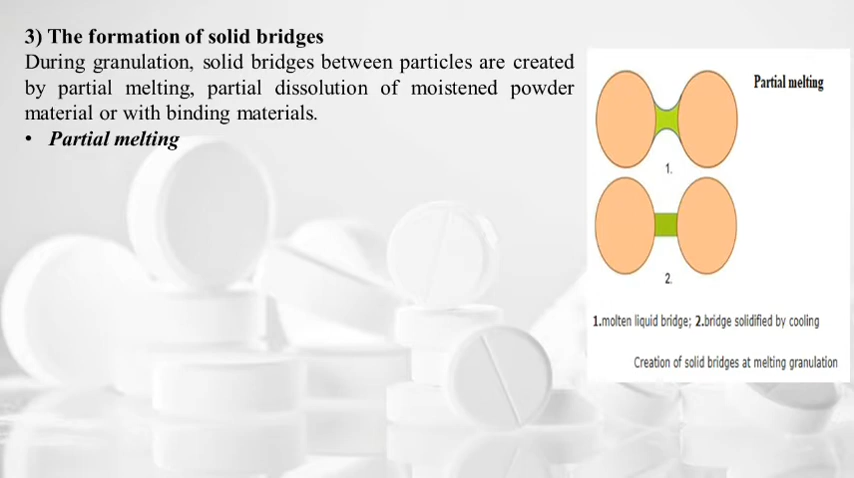 3) The formation of solid bridges
During granulation, solid bridges between particles are created
by partial melting, partial dissolution of moistened powder
material or with binding materials.
• Partial melting
Partial melting
1.
2.
1.molten liquid bridge; 2.bridge solidified by cooling
Creation of solid bridges at melting granulation